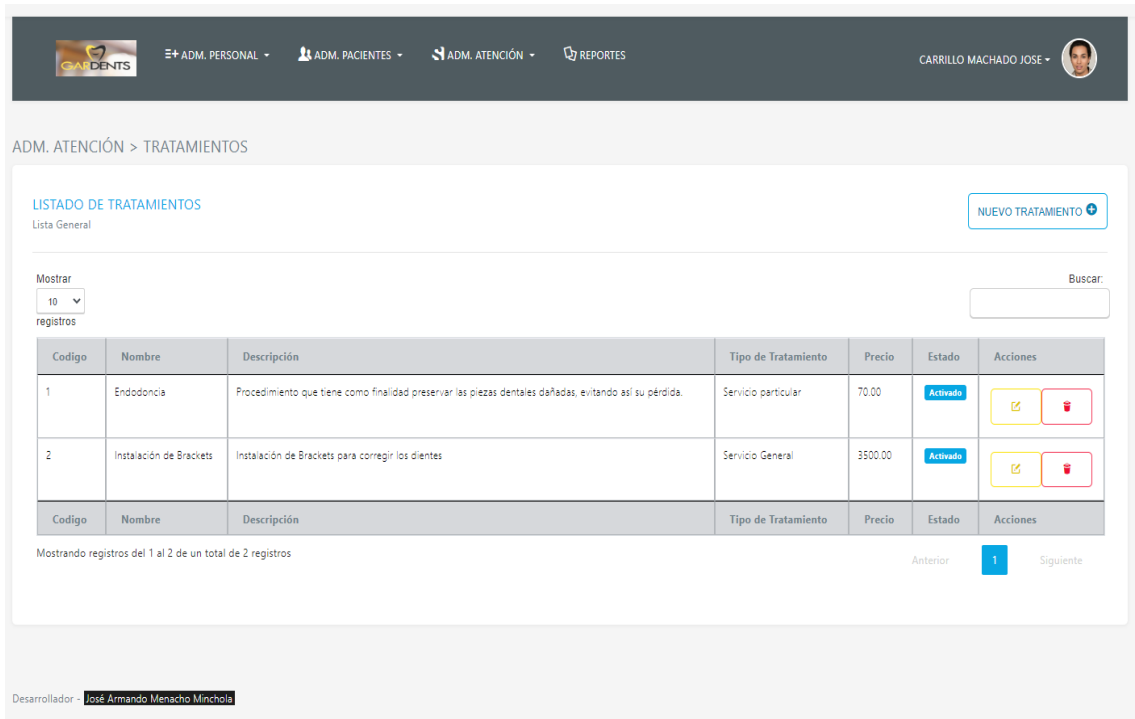 GARDENTS
ADM. PERSONAL
ADM. PACIENTES
ADM. ATENCIÓN
REPORTES
CARRILLO MACHADO JOSE
ADM. ATENCIÓN > TRATAMIENTOS
LISTADO DE TRATAMIENTOS
Lista General
NUEVO TRATAMIENTO
Mostrar
10
registros
Buscar:
Codigo Nombre Descripción Tipo de Tratamiento Precio Estado Acciones
1 Endodoncia Procedimiento que tiene como finalidad preservar las piezas dentales dañadas, evitando así su pérdida. Servicio particular 70.00 Activado
2 Instalación de Brackets Instalación de Brackets para corregir los dientes Servicio General 3500.00 Activado
Codigo Nombre Descripción Tipo de Tratamiento Precio Estado Acciones
Mostrando registros del 1 al 2 de un total de 2 registros
Anterior 1 Siguiente
Desarrollador - José Armando Menacho Minchola